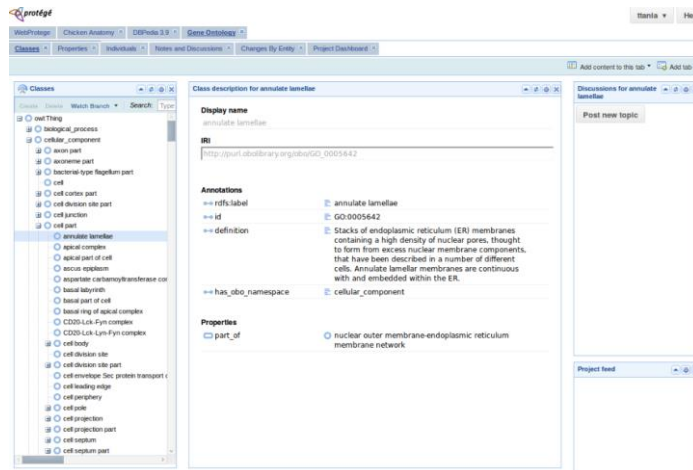 protégé
ttania
He
WebProtege Chicken Anatomy DBPedia 3.9 Gene Ontology
Classes Properties Individuals Notes and Discussions Changes By Entity Project Dashboard
Add content to this tab Add tab
Classes
Class description for annulate lamellae
Discussions for annulate lamellae
Create Delete Watch Branch Search: Type
Post new topic
owl:Thing
biological_process
cellular_component
axon part
axoneme part
bacterial-type flagellum part
cell
cell cortex part
cell division site part
cell junction
cell part
annulate lamellae
apical complex
apical part of cell
ascus epiplasm
aspartate carbamoyltransferase cor
basal labyrinth
basal part of cell
basal ring of apical complex
CD20-Lck-Fyn complex
CD20-Lck-Lyn-Fyn complex
cell body
cell division site
cell division site part
cell envelope Sec protein transport c
cell leading edge
cell periphery
cell pole
cell projection
cell projection part
cell septum
cell septum part
Display name
annulate lamellae
IRI
http://purl.obolibrary.org/obo/GO_0005642
Annotations
rdfs:label annulate lamellae
id GO:0005642
definition Stacks of endoplasmic reticulum (ER) membranes
containing a high density of nuclear pores, thought
to form from excess nuclear membrane components,
that have been described in a number of different
cells. Annulate lamellar membranes are continuous
with and embedded within the ER.
has_obo_namespace cellular_component
Properties
part_of nuclear outer membrane-endoplasmic reticulum
membrane network
Project feed